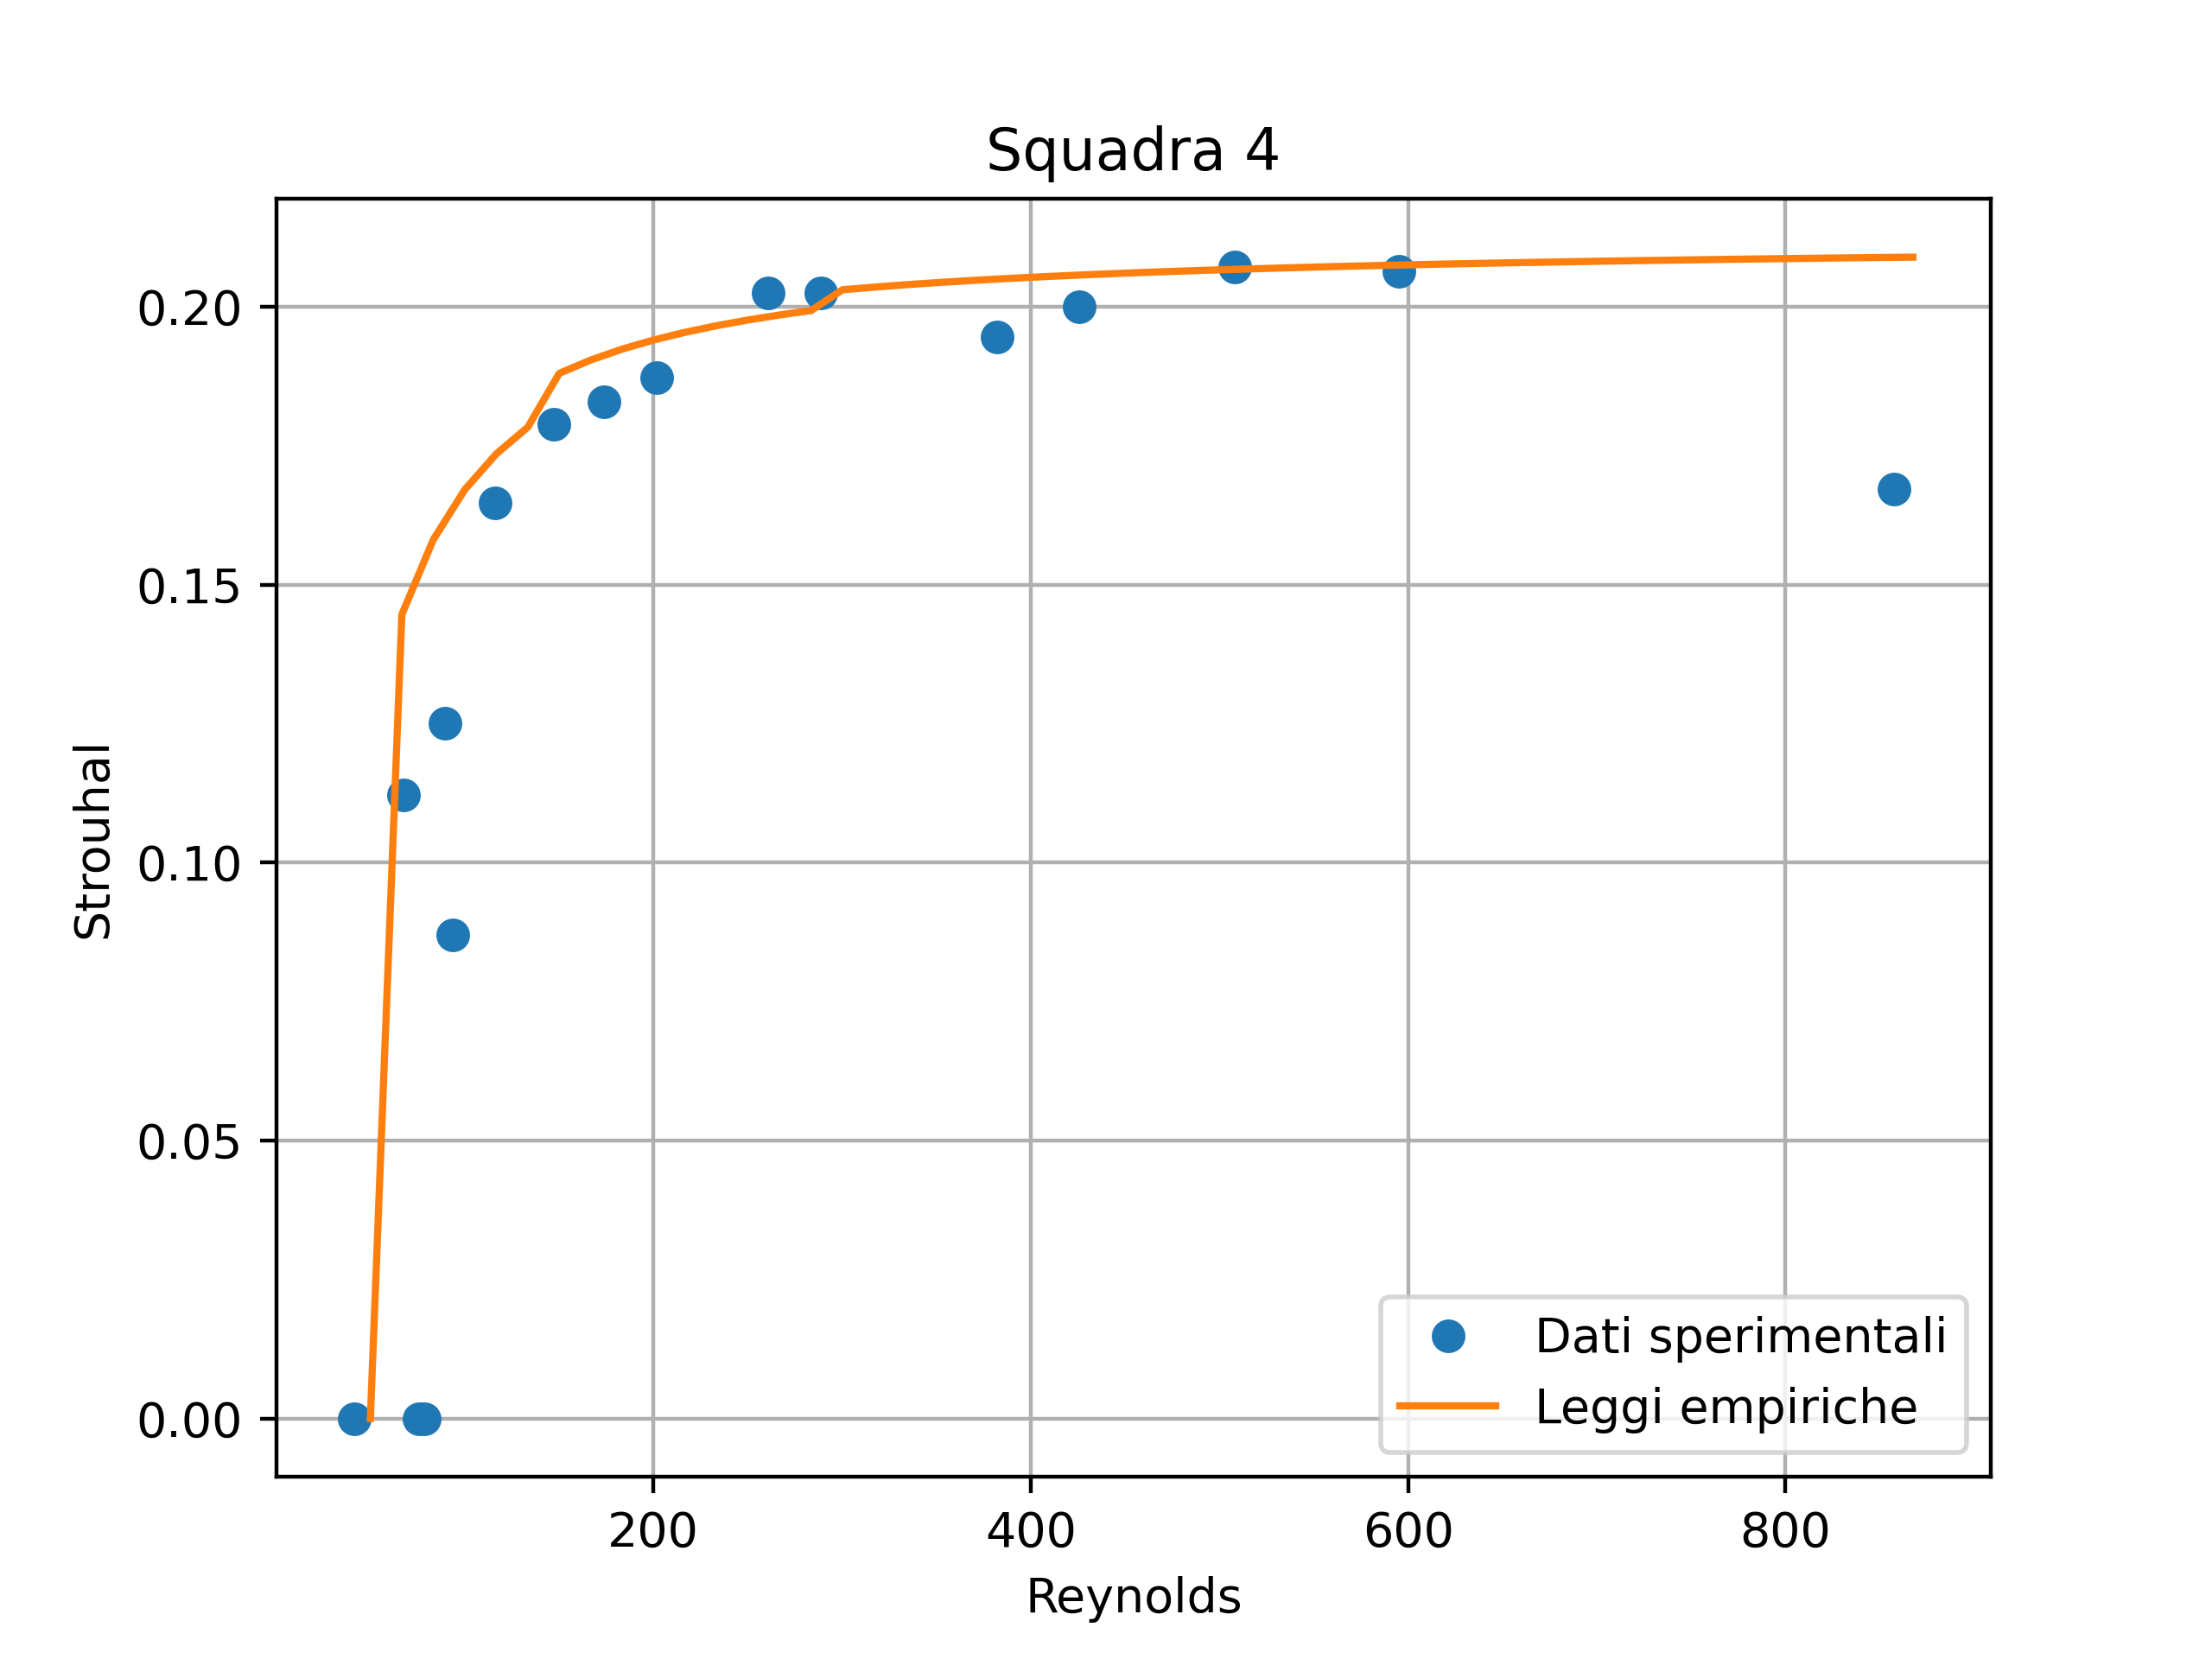 Squadra 4
0.20
0.15
0.10
0.05
0.00
Strouhal
Dati sperimentali
Leggi empiriche
200 400 600 800
Reynolds